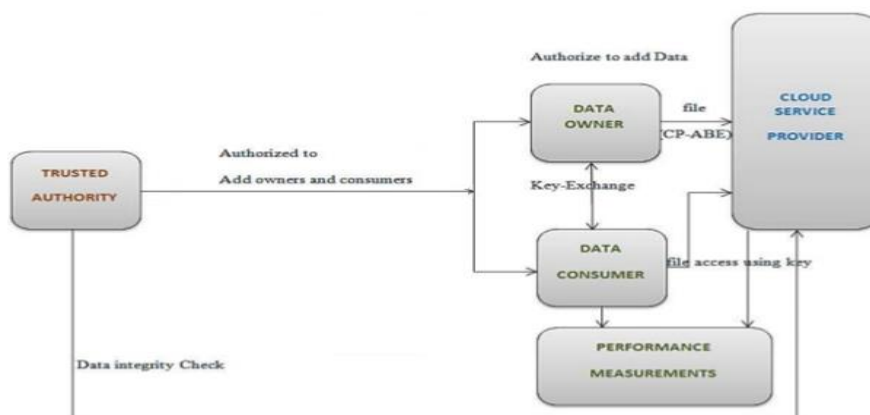 Authorize to add Data
DATA
OWNER
file
(CP-ABE)
CLOUD
SERVICE
PROVIDER
TRUSTED
AUTHORITY
Authorized to
Add owners and consumers
Key-Exchange
DATA
CONSUMER
file access using key
PERFORMANCE
MEASUREMENTS
Data integrity Check